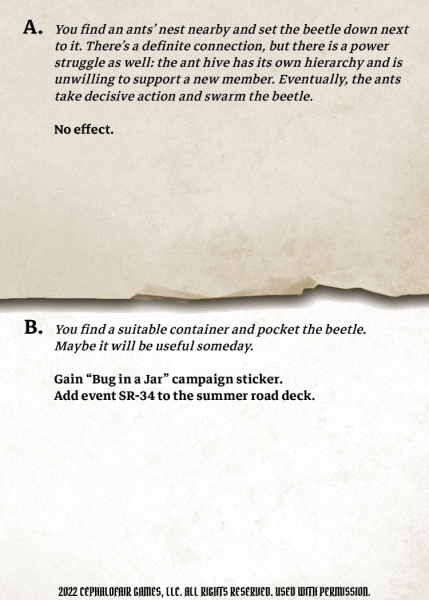 A. You find an ants’ nest nearby and set the beetle down next
to it. There’s a definite connection, but there is a power
struggle as well: the ant hive has its own hierarchy and is
unwilling to support a new member. Eventually, the ants
take decisive action and swarm the beetle.
No effect.
B. You find a suitable container and pocket the beetle.
Maybe it will be useful someday.
Gain “Bug in a Jar” campaign sticker.
Add event SR-34 to the summer road deck.
2022 CEPHALOFAIR GAMES, LLC. ALL RIGHTS RESERVED. USED WITH PERMISSION.